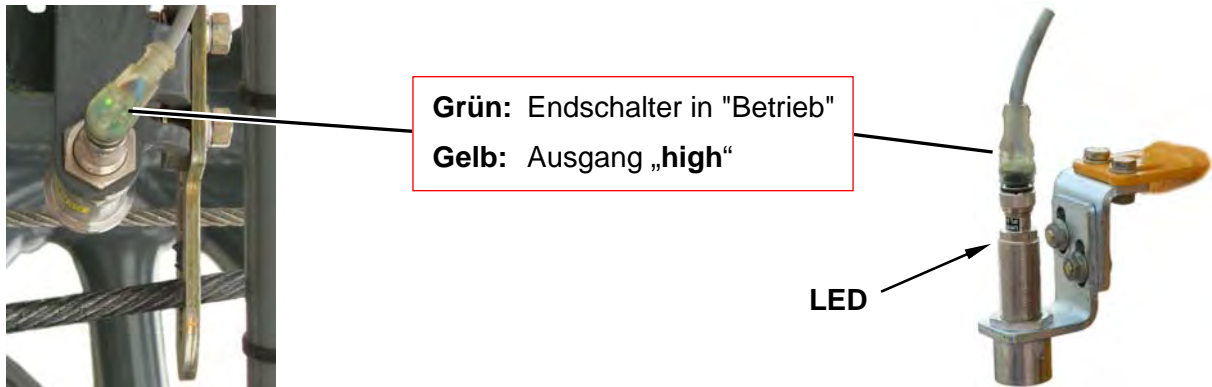 Grün: Endschalter in "Betrieb"
Gelb: Ausgang „high“
LED